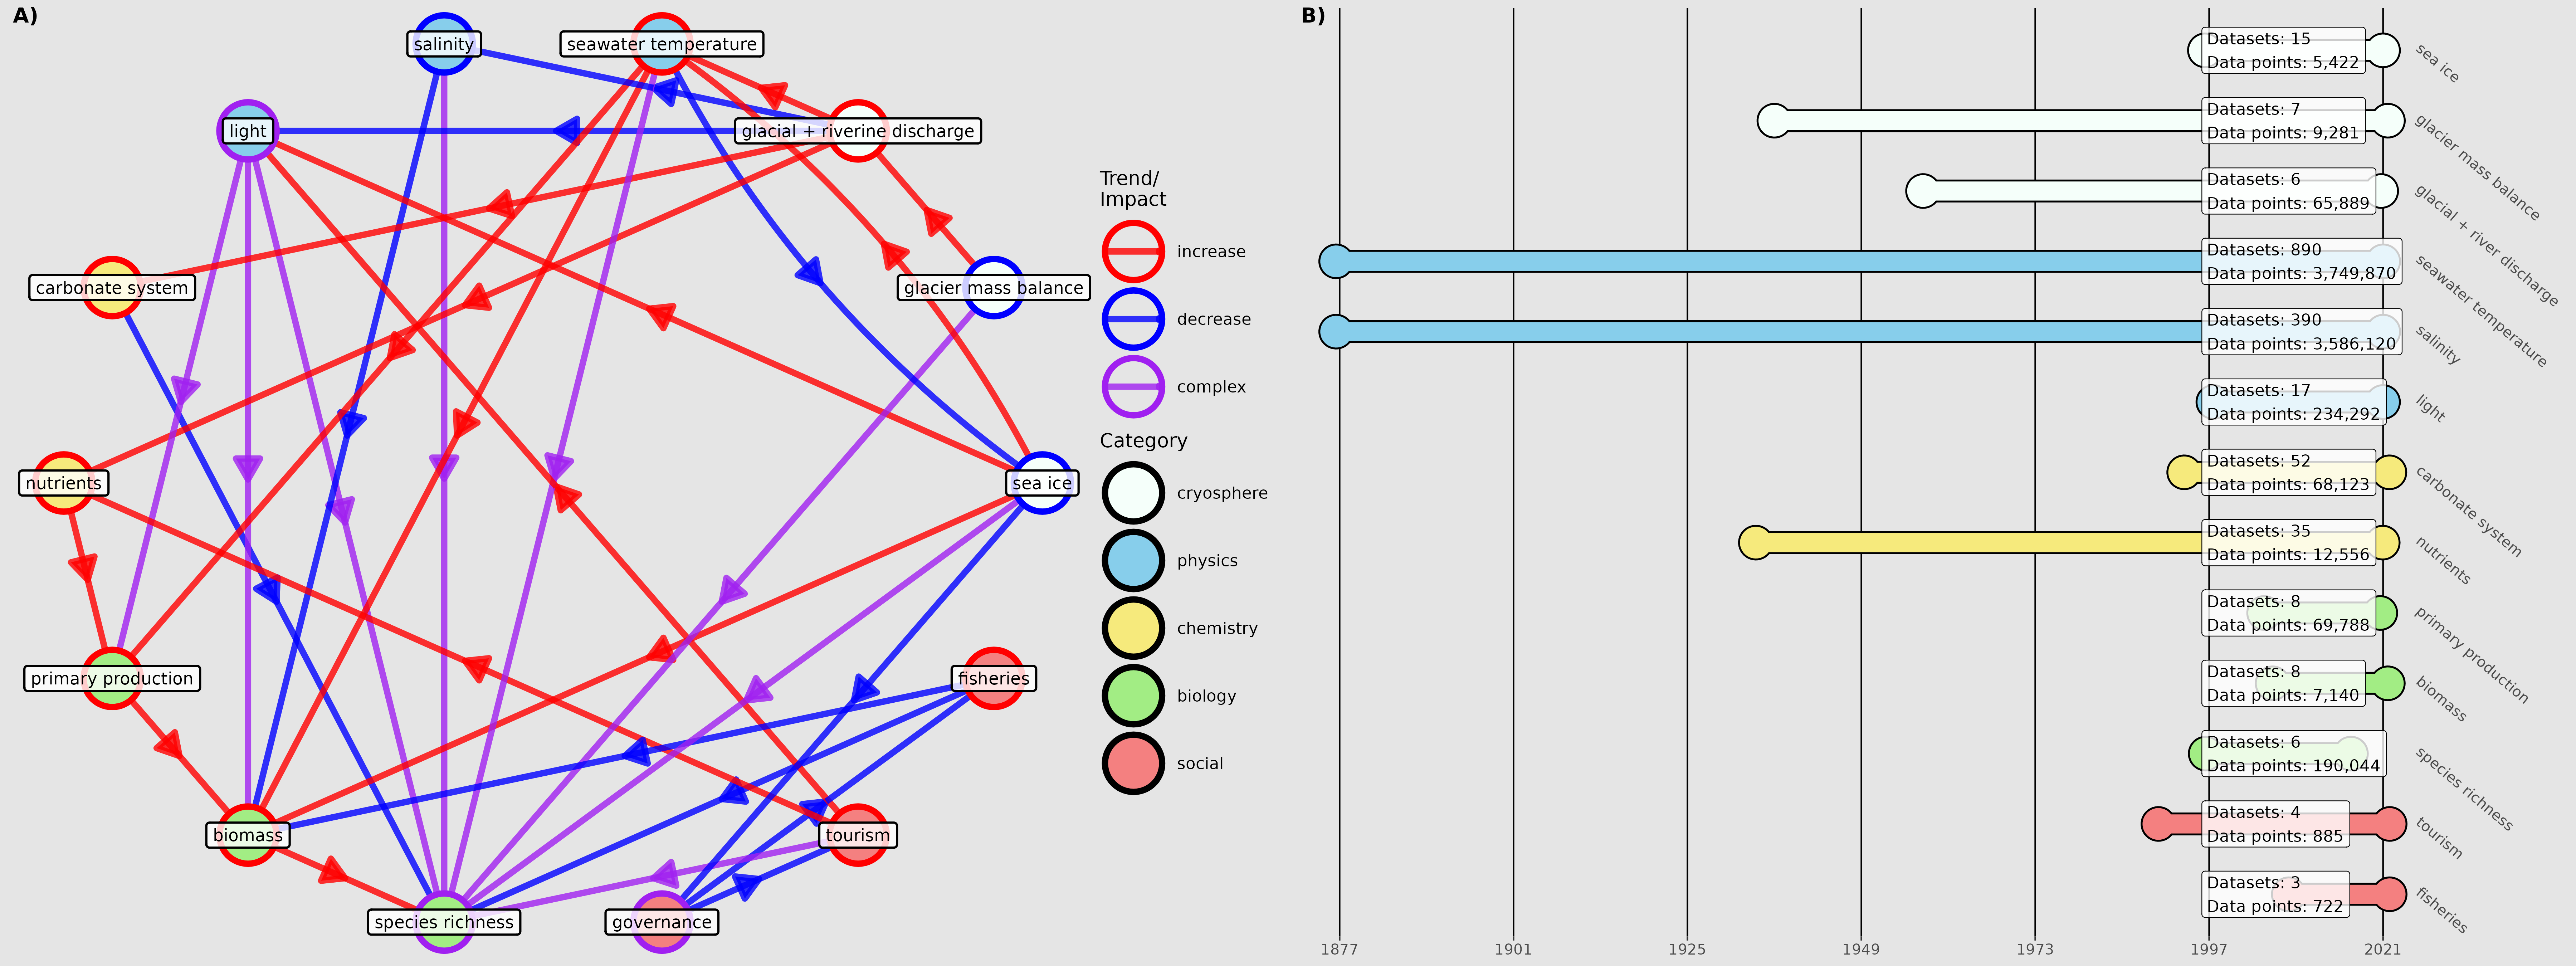 A)
salinity
seawater temperature
light
glacial + riverine discharge
carbonate system
glacier mass balance
nutrients
sea ice
primary production
fisheries
biomass
tourism
species richness
governance
Trend/
Impact
increase
decrease
complex
Category
cryosphere
physics
chemistry
biology
social
B)
Datasets: 15
Data points: 5,422
sea ice
Datasets: 7
Data points: 9,281
glacier mass balance
Datasets: 6
Data points: 65,889
glacial + river discharge
Datasets: 890
Data points: 3,749,870
seawater temperature
Datasets: 390
Data points: 3,586,120
salinity
Datasets: 17
Data points: 234,292
light
Datasets: 52
Data points: 68,123
carbonate system
Datasets: 35
Data points: 12,556
nutrients
Datasets: 8
Data points: 69,788
primary production
Datasets: 8
Data points: 7,140
biomass
Datasets: 6
Data points: 190,044
species richness
Datasets: 4
Data points: 885
tourism
Datasets: 3
Data points: 722
fisheries
1877
1901
1925
1949
1973
1997
2021